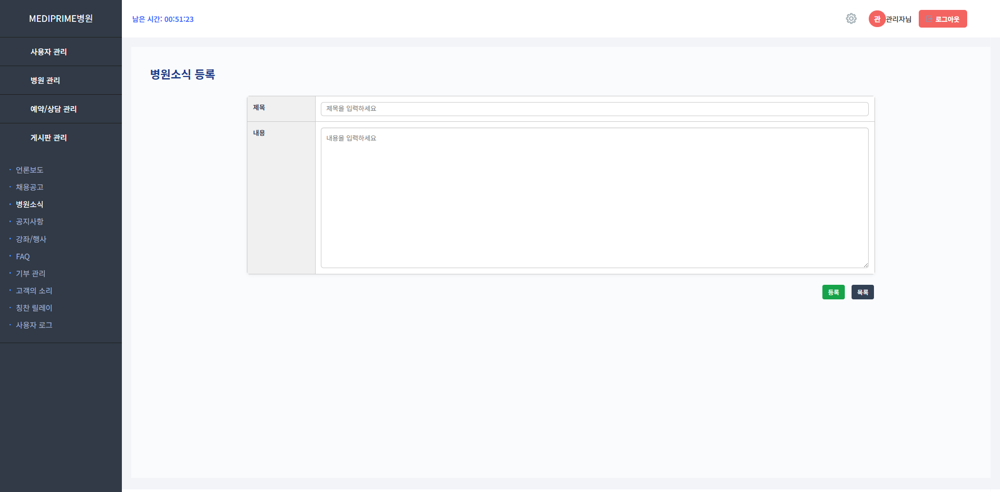 MEDIPRIME병원
사용자 관리
병원 관리
예약/상담 관리
게시판 관리
언론보도
채용공고
병원소식
공지사항
강좌/행사
FAQ
기부 관리
고객의 소리
칭찬 릴레이
사용자 로그
남은 시간: 00:51:23
관 관리자님 로그아웃
병원소식 등록
제목 제목을 입력하세요
내용 내용을 입력하세요
등록 목록